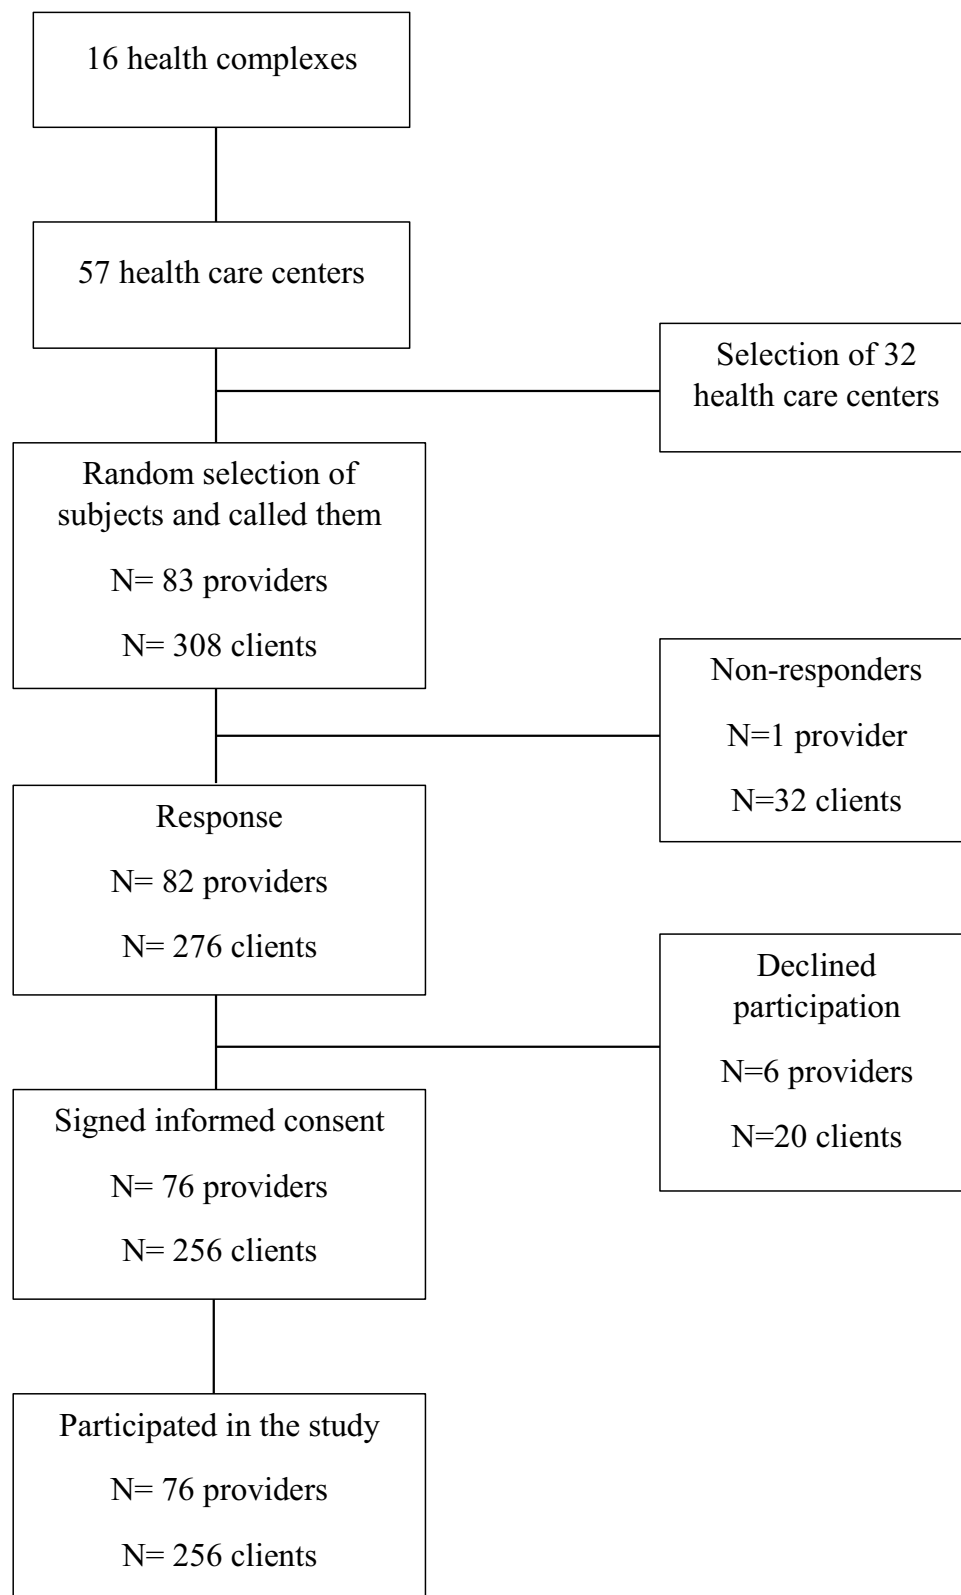 16 health complexes
57 health care centers
Selection of 32
health care centers
Random selection of
subjects and called them
N= 83 providers
N= 308 clients
Non-responders
N=1 provider
N=32 clients
Response
N= 82 providers
N= 276 clients
Declined
participation
N=6 providers
N=20 clients
Signed informed consent
N= 76 providers
N= 256 clients
Participated in the study
N= 76 providers
N= 256 clients